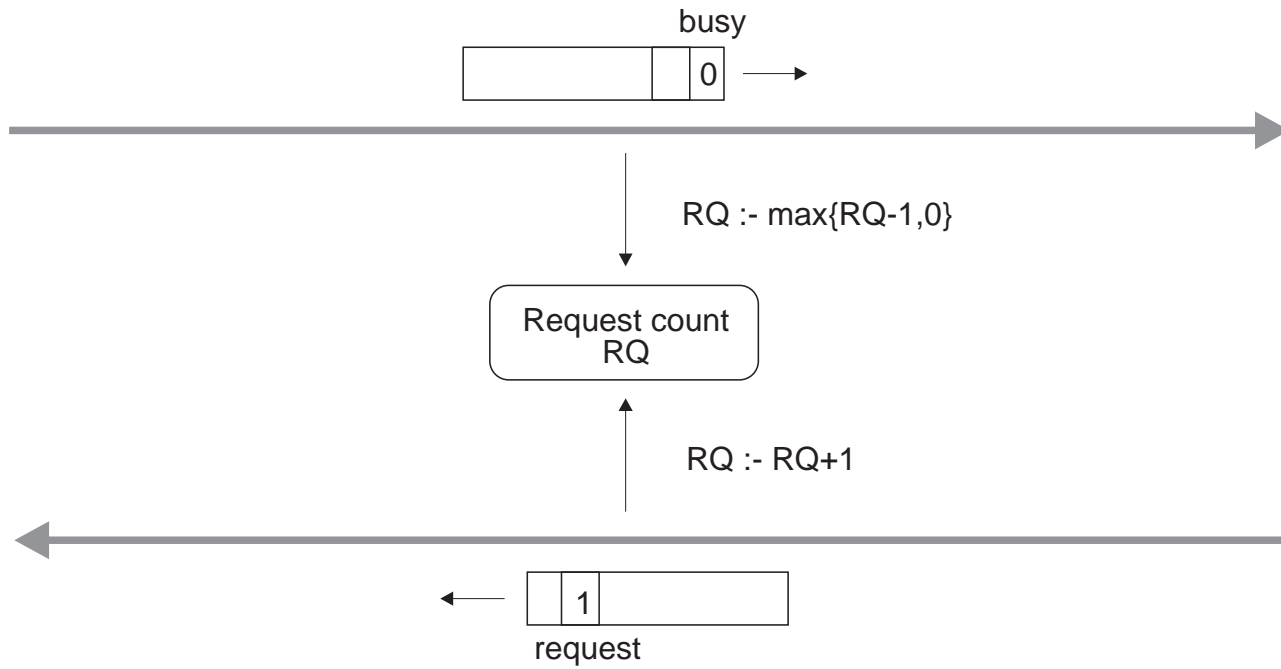 busy
0
RQ :- max{RQ-1,0}
Request count
RQ
RQ :- RQ+1
1
request